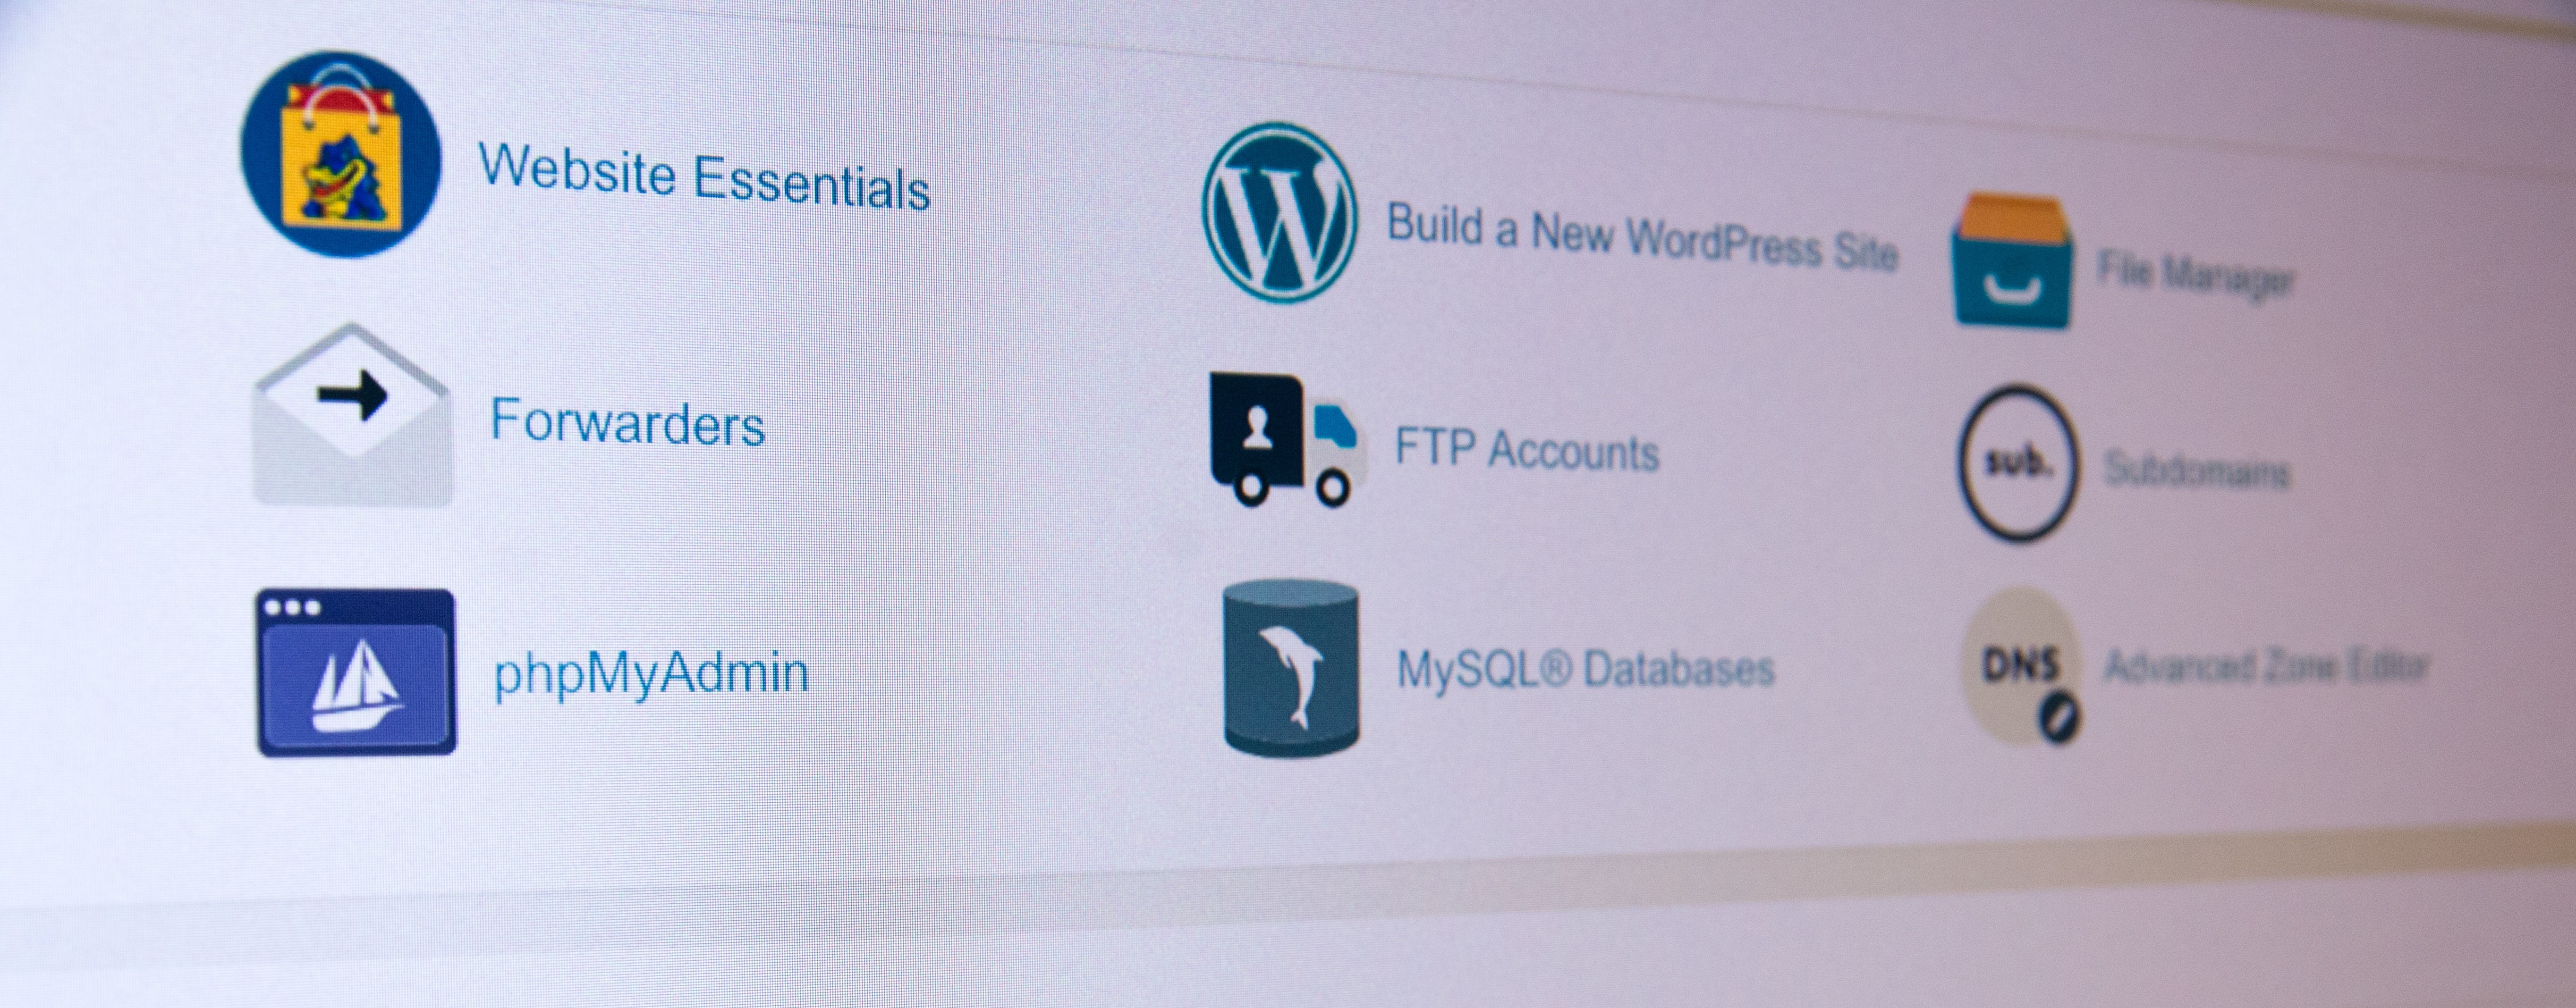 Website Essentials
Build a New WordPress Site
File Manager
Forwarders
FTP Accounts
sub.
Subdomains
phpMyAdmin
MySQL® Databases
DNS
Advanced Zone Editor